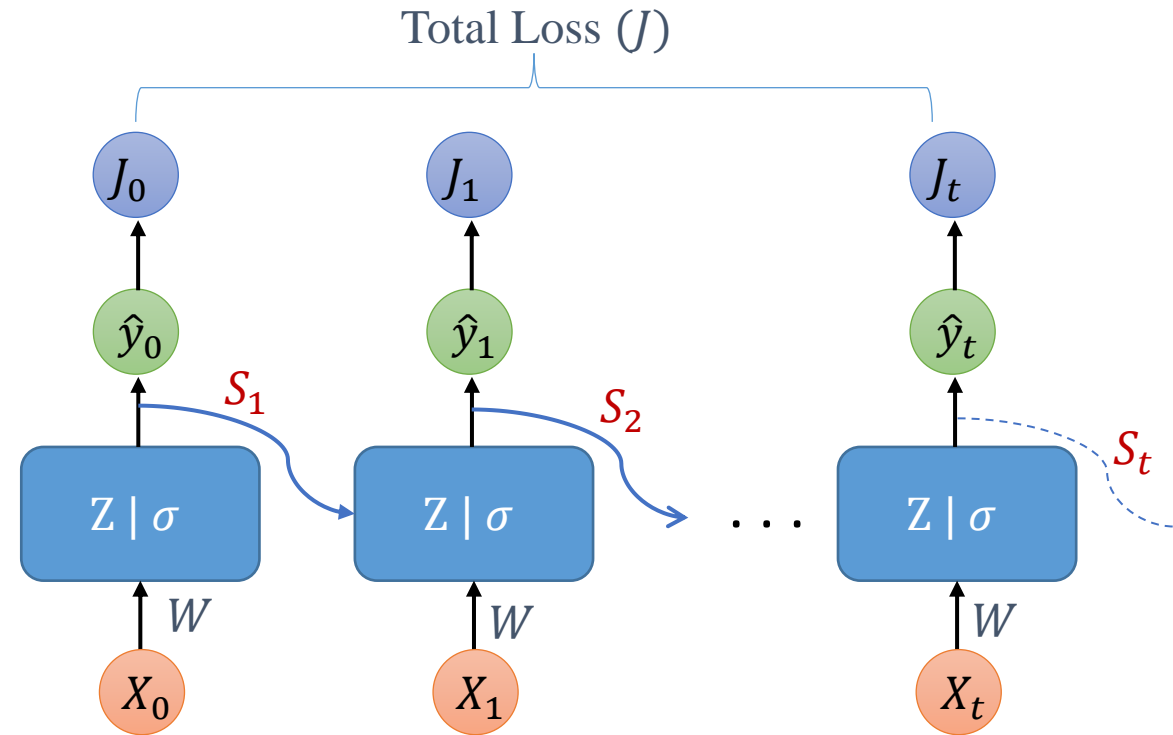 Total Loss (J)
J₀ J₁ Jₜ
ŷ₀ ŷ₁ ŷₜ
S₁ S₂ Sₜ
Z | σ Z | σ . . . Z | σ
W W W
X₀ X₁ Xₜ